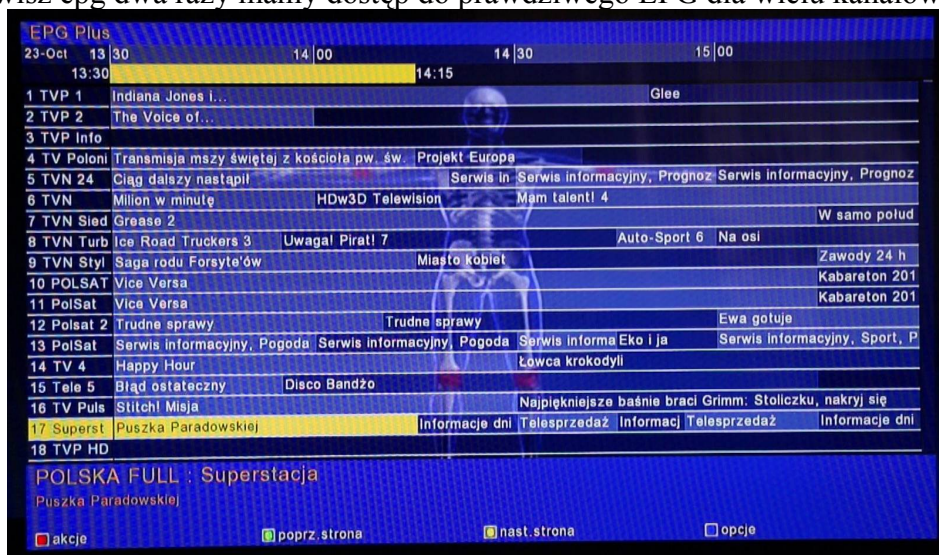 wisz epg dwa razy mamy dostęp do prawdziwego EPG dla wielu kanałów
EPG Plus
23-Oct 13|30 14|00 14|30 15|00
13:30 14:15
1 TVP 1 Indiana Jones i... Glee
2 TVP 2 The Voice of...
3 TVP Info
4 TV Poloni Transmisja mszy świętej z kościoła pw. św. Projekt Europa
5 TVN 24 Ciąg dalszy nastąpił Serwis in Serwis informacyjny, Prognoz Serwis informacyjny, Prognoz
6 TVN Milion w minutę HDw3D Television Mam talent! 4
7 TVN Sied Grease 2 W samo połud
8 TVN Turb Ice Road Truckers 3 Uwaga! Pirat! 7 Auto-Sport 6 Na osi
9 TVN Styl Saga rodu Forsyte'ów Miasto kobiet Zawody 24 h
10 POLSAT Vice Versa Kabareton 201
11 PolSat Vice Versa Kabareton 201
12 Polsat 2 Trudne sprawy Trudne sprawy Ewa gotuje
13 PolSat Serwis informacyjny, Pogoda Serwis informacyjny, Pogoda Serwis informa Eko i ja Serwis informacyjny, Sport, P
14 TV 4 Happy Hour Łowca krokodyli
15 Tele 5 Błąd ostateczny Disco Bandżo
16 TV Puls Stitch! Misja Najpiękniejsze baśnie braci Grimm: Stoliczku, nakryj się
17 Superst Puszka Paradowskiej Informacje dni Telesprzedaż Informacj Telesprzedaż Informacje dni
18 TVP HD
POLSKA FULL : Superstacja
Puszka Paradowskiej
akcje poprz.strona nast.strona opcje